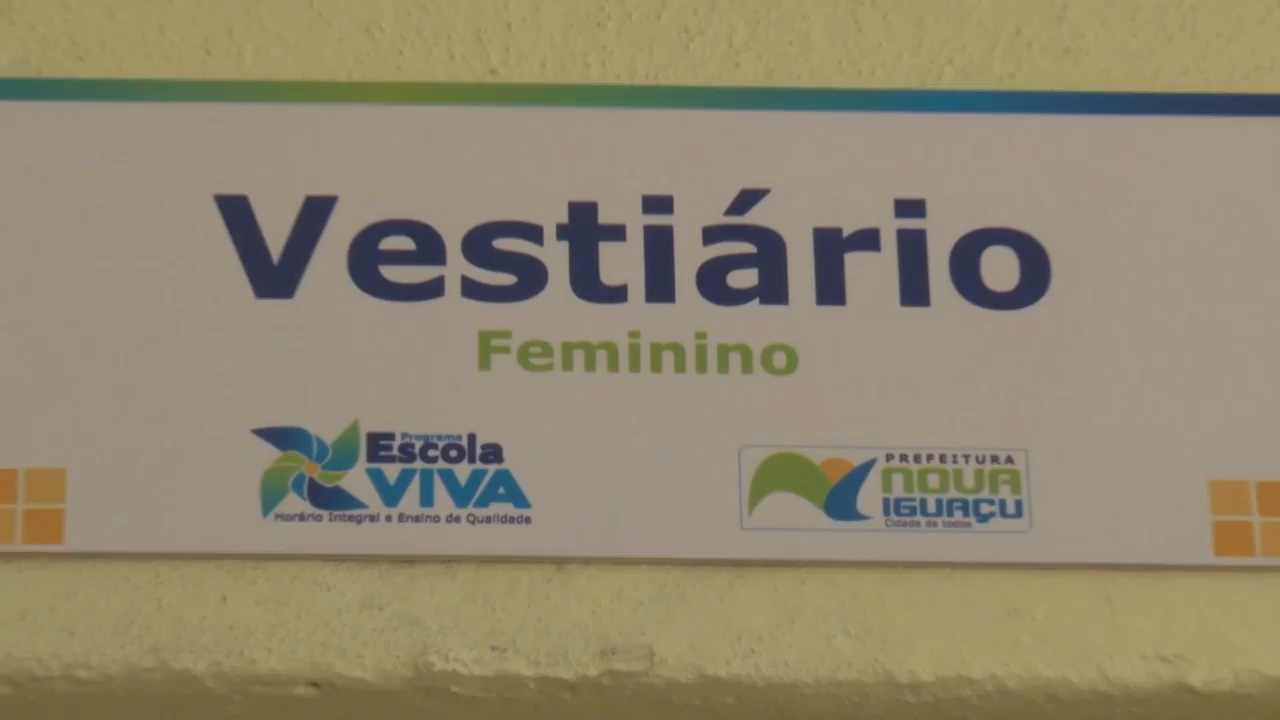 Vestiário
Feminino
Programa
Escola
VIVA
Horário Integral e Ensino de Qualidade
PREFEITURA
NOVA
IGUAÇU
Cidade de todos